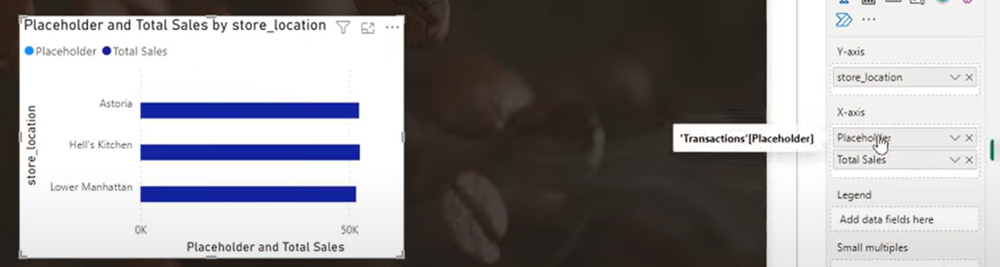 Placeholder and Total Sales by store_location
Placeholder Total Sales
store_location
Astoria
Hell's Kitchen
Lower Manhattan
0K 50K
Placeholder and Total Sales
'Transactions'[Placeholder]
Y-axis
store_location
X-axis
Placeholder
Total Sales
Legend
Add data fields here
Small multiples